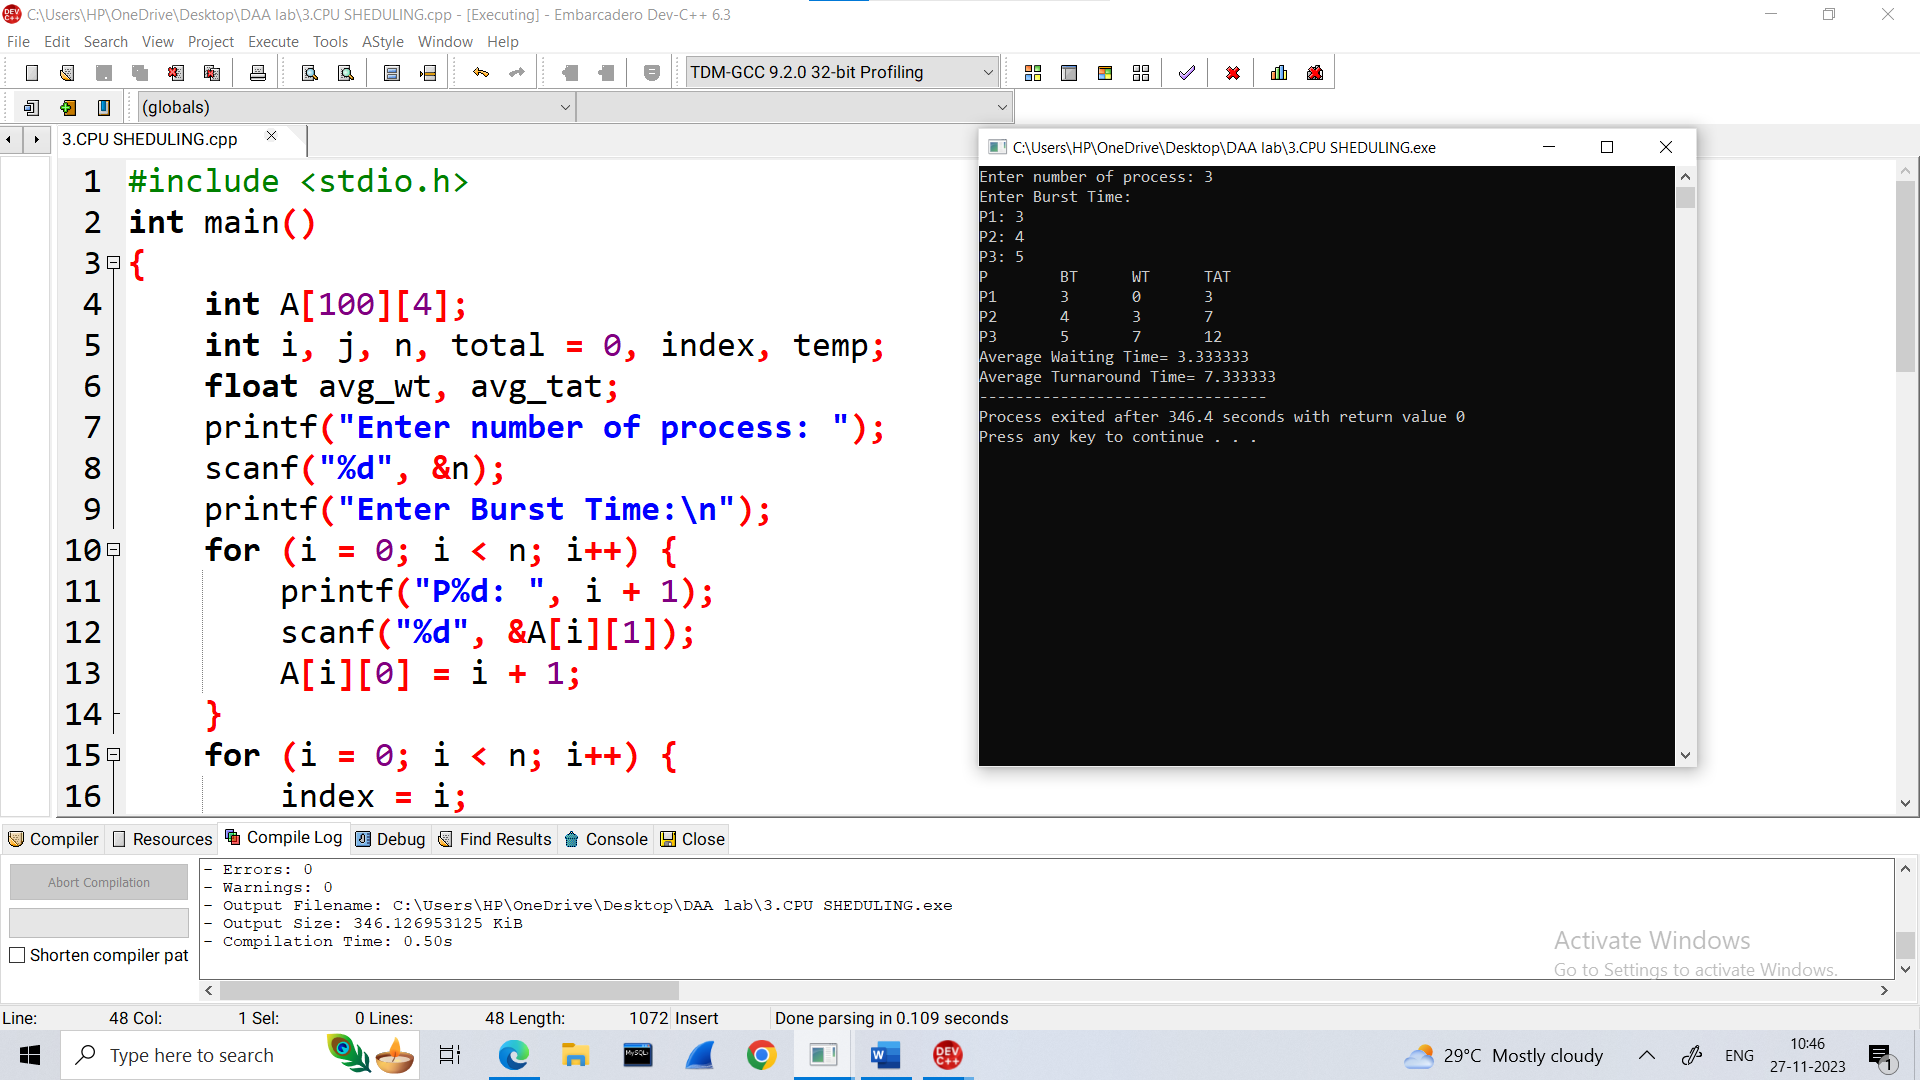 C:\Users\HP\OneDrive\Desktop\DAA lab\3.CPU SHEDULING.cpp - [Executing] - Embarcadero Dev-C++ 6.3
File Edit Search View Project Execute Tools AStyle Window Help
TDM-GCC 9.2.0 32-bit Profiling
(globals)
3.CPU SHEDULING.cpp
1 #include <stdio.h>
2 int main()
3 {
4 int A[100][4];
5 int i, j, n, total = 0, index, temp;
6 float avg_wt, avg_tat;
7 printf("Enter number of process: ");
8 scanf("%d", &n);
9 printf("Enter Burst Time:\n");
10 for (i = 0; i < n; i++) {
11 printf("P%d: ", i + 1);
12 scanf("%d", &A[i][1]);
13 A[i][0] = i + 1;
14 }
15 for (i = 0; i < n; i++) {
16 index = i;
C:\Users\HP\OneDrive\Desktop\DAA lab\3.CPU SHEDULING.exe
Enter number of process: 3
Enter Burst Time:
P1: 3
P2: 4
P3: 5
P BT WT TAT
P1 3 0 3
P2 4 3 7
P3 5 7 12
Average Waiting Time= 3.333333
Average Turnaround Time= 7.333333
--------------------------------
Process exited after 346.4 seconds with return value 0
Press any key to continue . . .
Compiler Resources Compile Log Debug Find Results Console Close
Abort Compilation
Shorten compiler pat
- Errors: 0
- Warnings: 0
- Output Filename: C:\Users\HP\OneDrive\Desktop\DAA lab\3.CPU SHEDULING.exe
- Output Size: 346.126953125 KiB
- Compilation Time: 0.50s
Activate Windows
Go to Settings to activate Windows.
Line: 48 Col: 1 Sel: 0 Lines: 48 Length: 1072 Insert Done parsing in 0.109 seconds
Type here to search
MySQL
W
DEV C++
29°C Mostly cloudy
ENG
10:46
27-11-2023
1